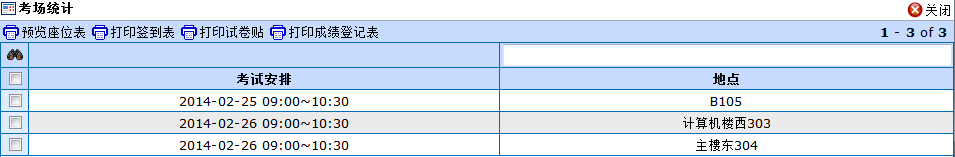 考场统计 关闭
预览座位表 打印签到表 打印试卷贴 打印成绩登记表 1 - 3 of 3
考试安排 地点
2014-02-25 09:00~10:30 B105
2014-02-26 09:00~10:30 计算机楼西303
2014-02-26 09:00~10:30 主樓东304